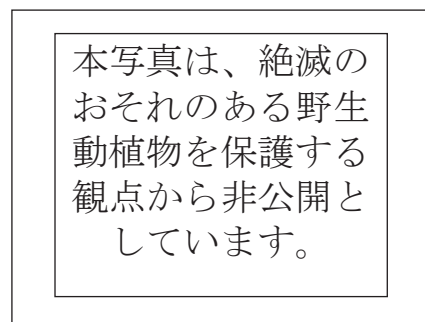 本写真は、絶滅の
おそれのある野生
動植物を保護する
観点から非公開と
しています。